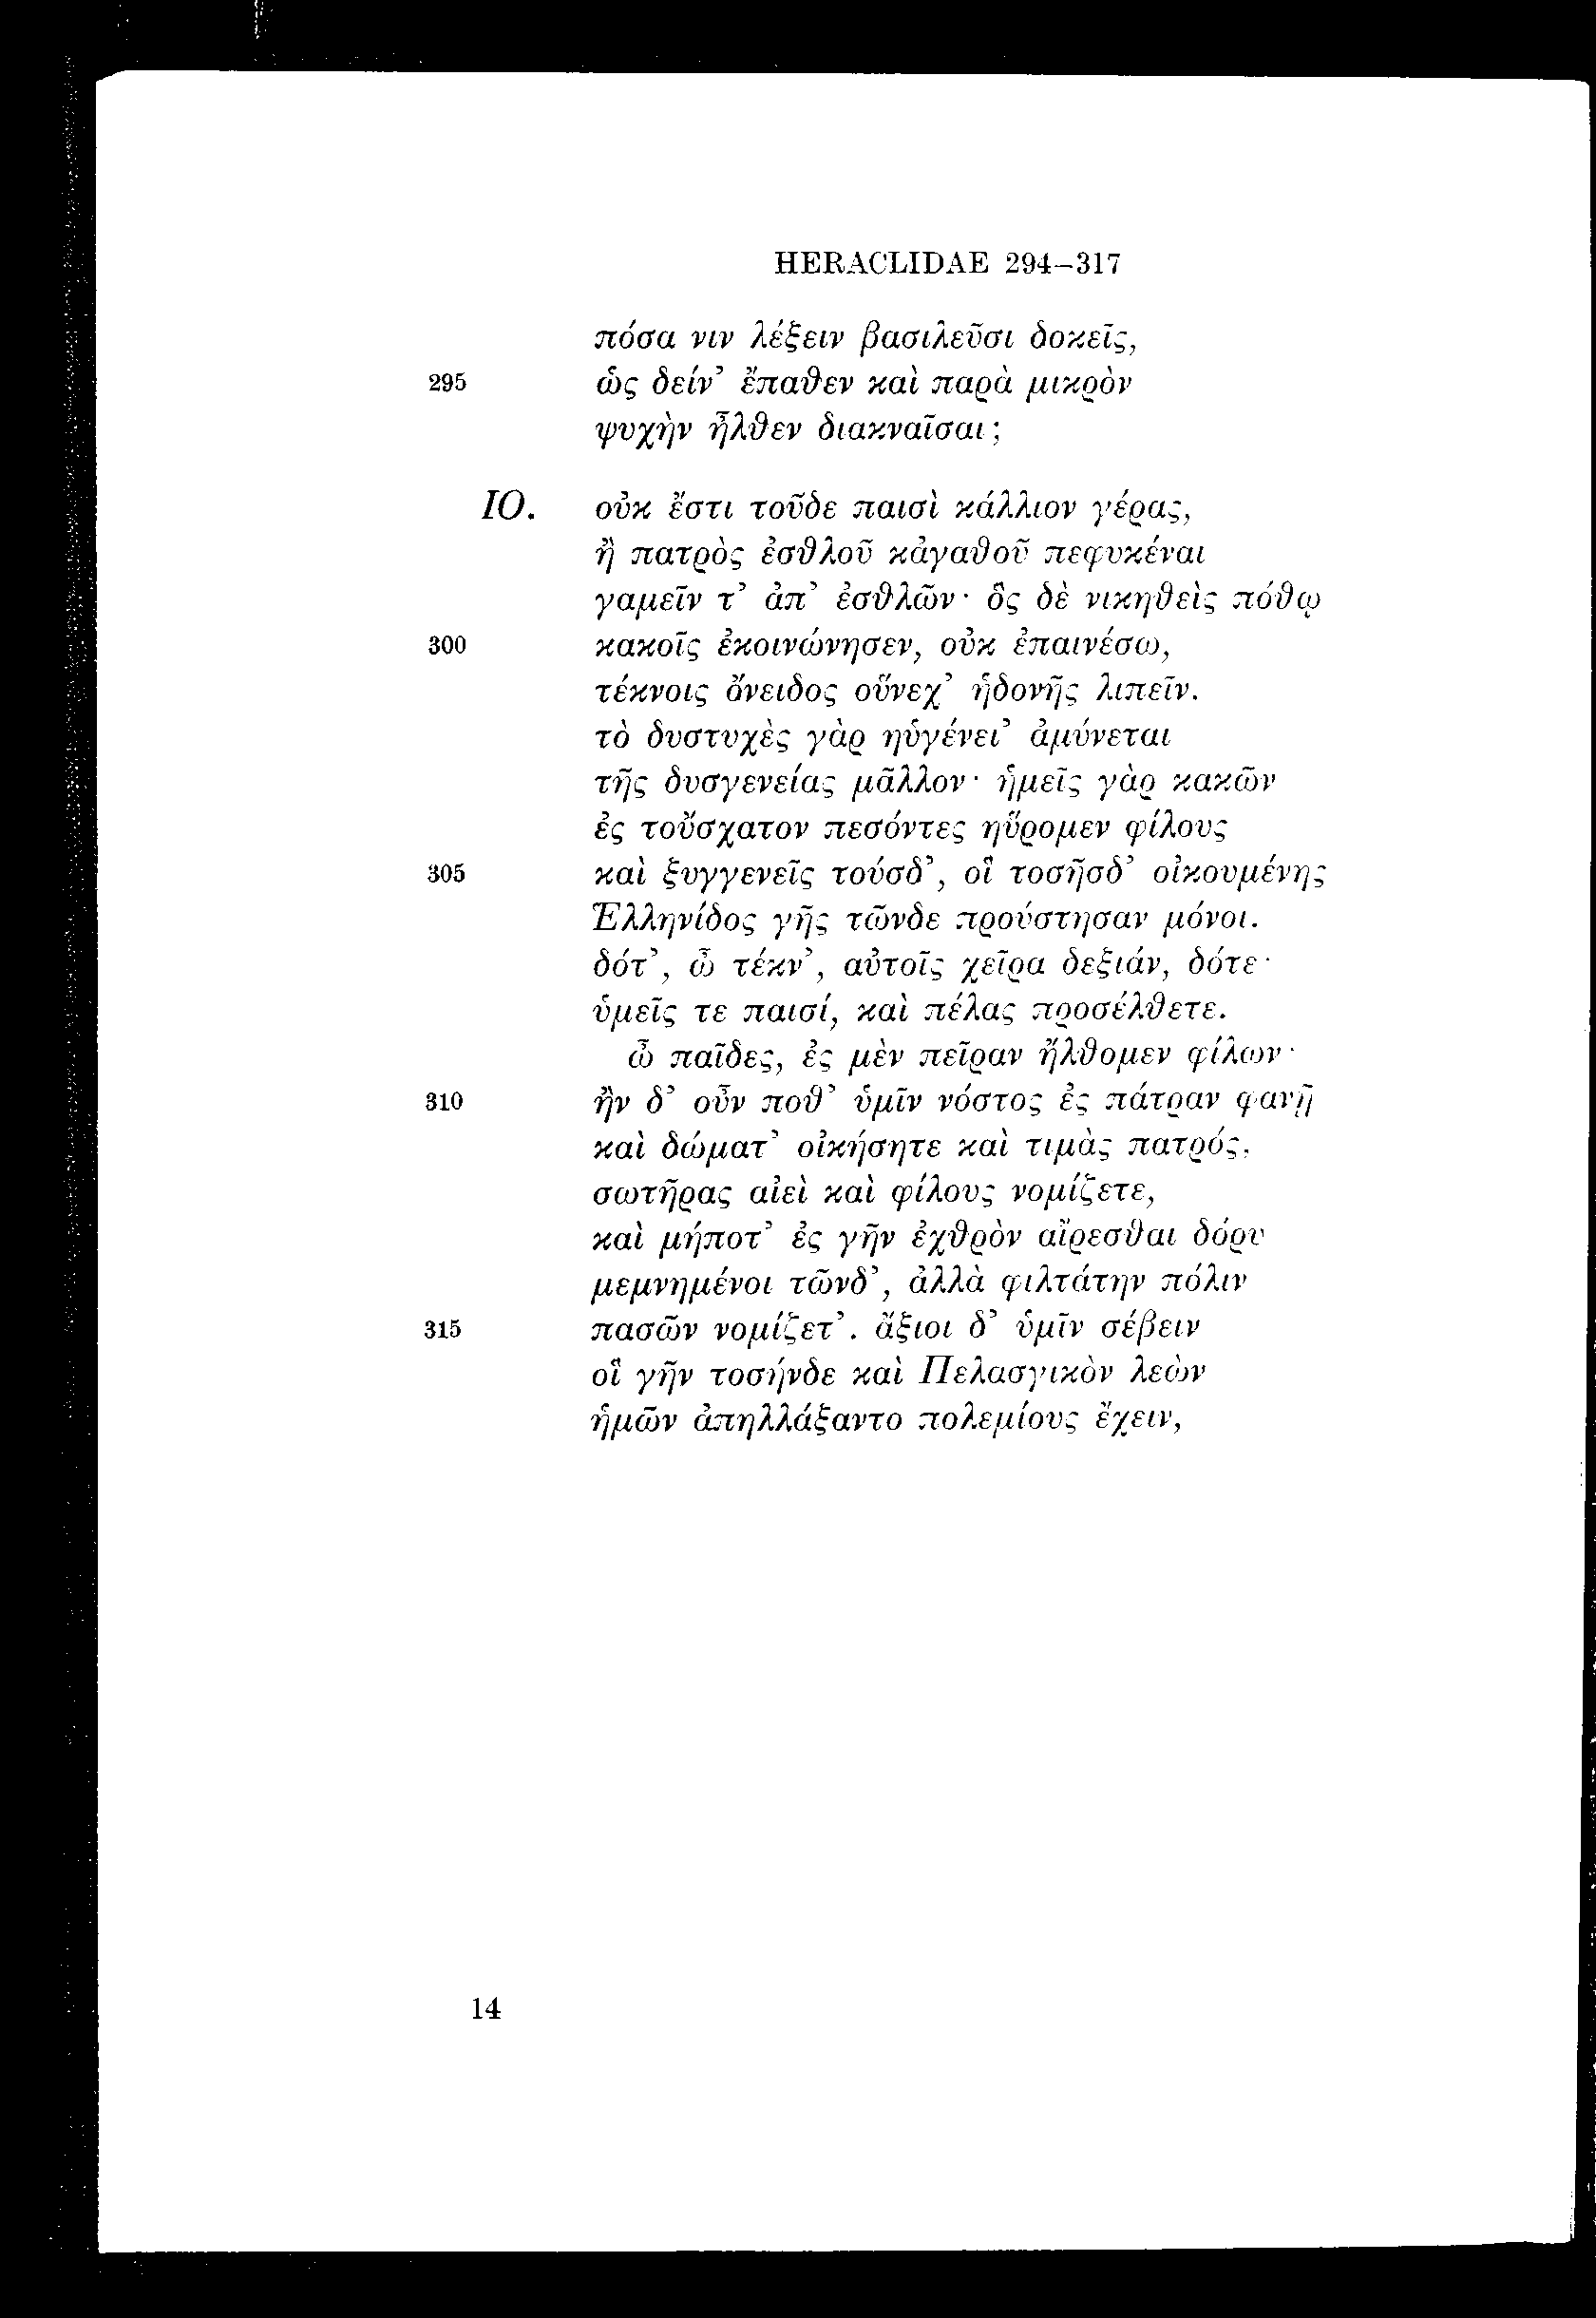 HERACLIDAE 294–317
πόσα νιν λέξειν βασιλεῦσι δοκεῖς,
295 ὡς δείν’ ἔπαθεν καὶ παρὰ μικρὸν
ψυχὴν ἦλθεν διακναῖσαι;
ΙΟ. οὐκ ἔστι τοῦδε παισὶ κάλλιον γέρας,
ἢ πατρὸς ἐσθλοῦ κἀγαθοῦ πεφυκέναι
γαμεῖν τ’ ἀπ’ ἐσθλῶν· ὃς δὲ νικηθεὶς πόθῳ
300 κακοῖς ἐκοινώνησεν, οὐκ ἐπαινέσω,
τέκνοις ὄνειδος οὕνεχ’ ἡδονῆς λιπεῖν.
τὸ δυστυχὲς γὰρ ηὑγένει’ ἀμύνεται
τῆς δυσγενείας μᾶλλον· ἡμεῖς γὰρ κακῶν
ἐς τοὔσχατον πεσόντες ηὕρομεν φίλους
305 καὶ ξυγγενεῖς τούσδ’, οἳ τοσῆσδ’ οἰκουμένης
Ἑλληνίδος γῆς τῶνδε προύστησαν μόνοι.
δότ’, ὦ τέκν’, αὐτοῖς χεῖρα δεξιάν, δότε·
ὑμεῖς τε παισί, καὶ πέλας προσέλθετε.
ὦ παῖδες, ἐς μὲν πεῖραν ἤλθομεν φίλων·
310 ἢν δ’ οὖν ποθ’ ὑμῖν νόστος ἐς πάτραν φανῇ
καὶ δώματ’ οἰκήσητε καὶ τιμὰς πατρός,
σωτῆρας αἰεὶ καὶ φίλους νομίζετε,
καὶ μήποτ’ ἐς γῆν ἐχθρὸν αἴρεσθαι δόρυ
μεμνημένοι τῶνδ’, ἀλλὰ φιλτάτην πόλιν
315 πασῶν νομίζετ’. ἄξιοι δ’ ὑμῖν σέβειν
οἳ γῆν τοσήνδε καὶ Πελασγικὸν λεὼν
ἡμῶν ἀπηλλάξαντο πολεμίους ἔχειν,
14